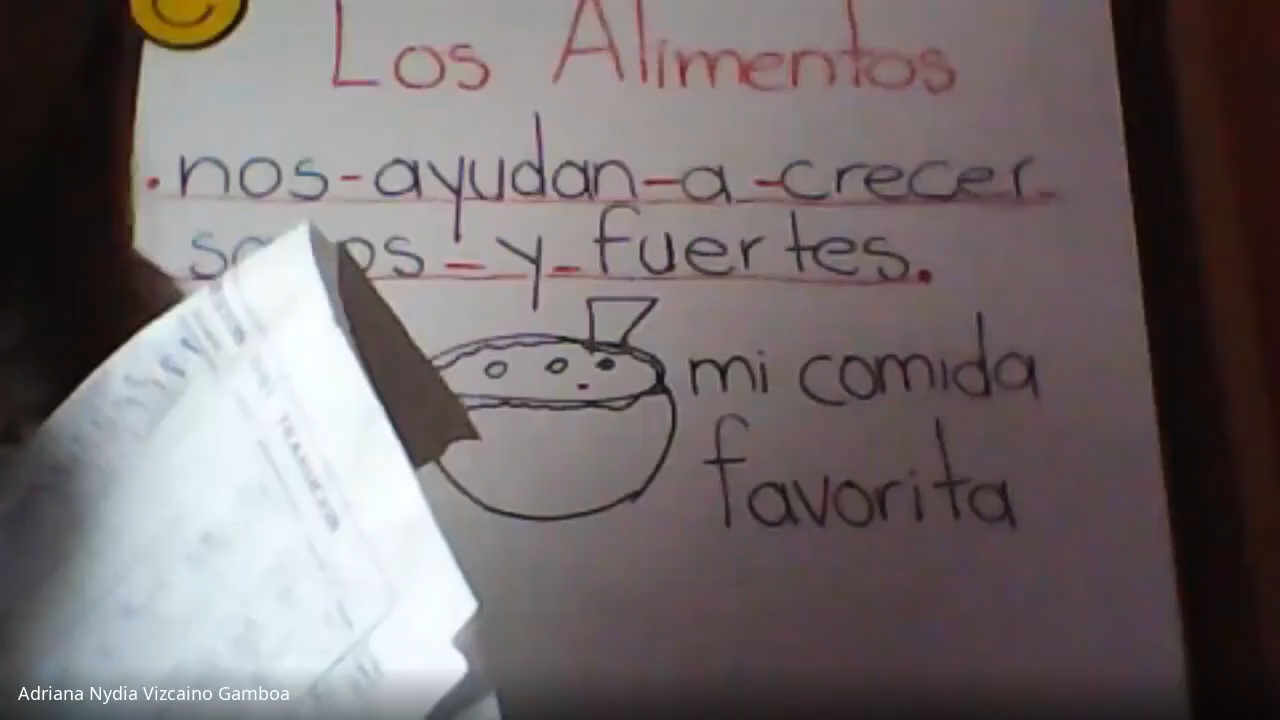 Los Alimentos
. nos-ayudan-a-crecer
y-fuertes.
mi comida
favorita
Adriana Nydia Vizcaino Gamboa